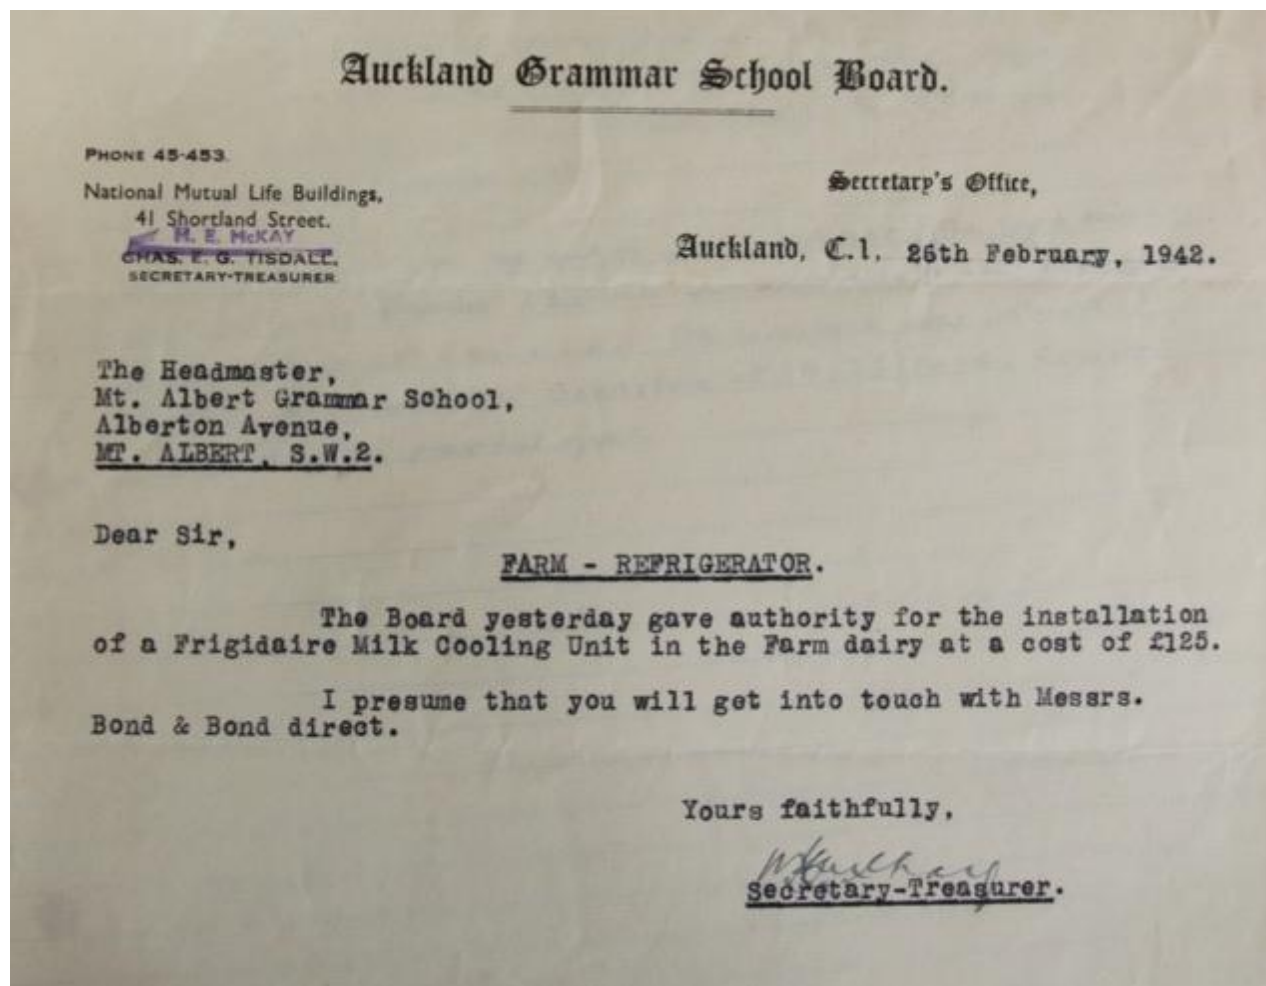 Auckland Grammar School Board.
PHONE 45-453.
National Mutual Life Buildings,
41 Shortland Street.
H. E. McKAY
CHAS. E. G. TISDALL,
SECRETARY-TREASURER
Secretary's Office,
Auckland, C.1. 26th February, 1942.
The Headmaster,
Mt. Albert Grammar School,
Alberton Avenue,
MT. ALBERT, S.W.2.
Dear Sir,
FARM - REFRIGERATOR.
The Board yesterday gave authority for the installation
of a Frigidaire Milk Cooling Unit in the Farm dairy at a cost of £125.
I presume that you will get into touch with Messrs.
Bond & Bond direct.
Yours faithfully,
Secretary-Treasurer.